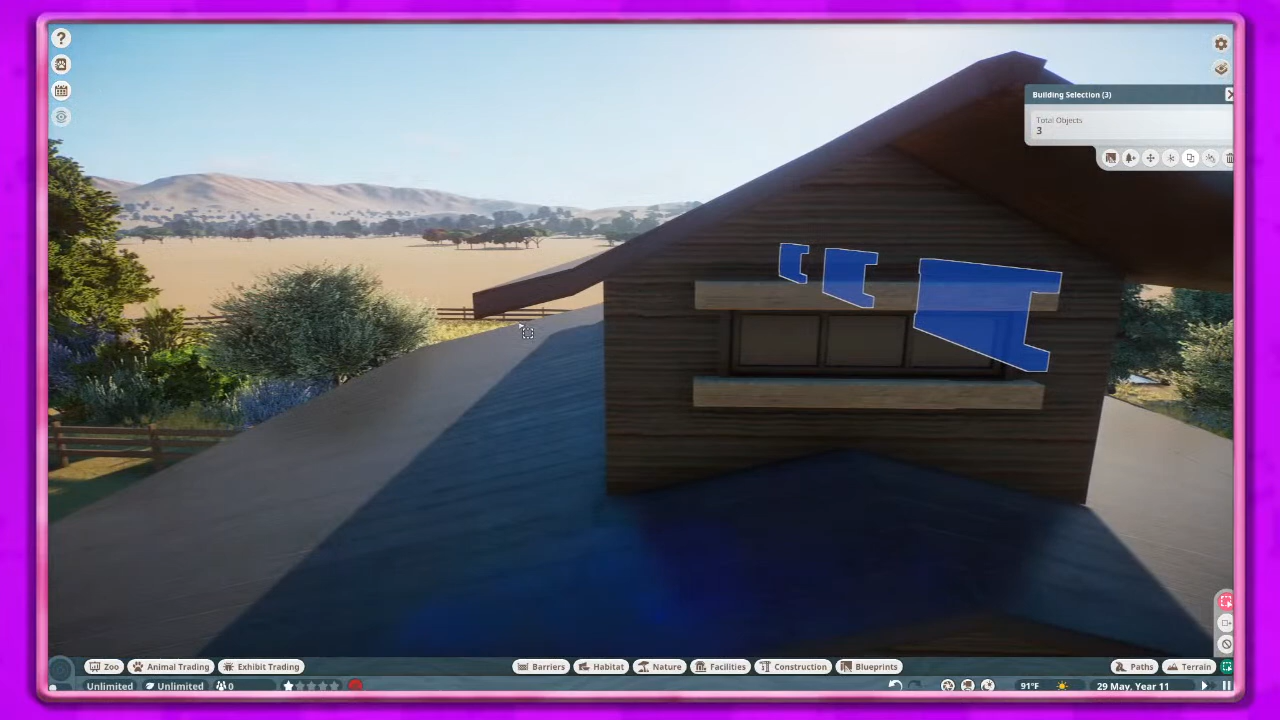 ?
Building Selection (3)
Total Objects
3
Zoo
Animal Trading
Exhibit Trading
Barriers
Habitat
Nature
Facilities
Construction
Blueprints
Paths
Terrain
Unlimited
Unlimited
0
91°F
29 May, Year 11